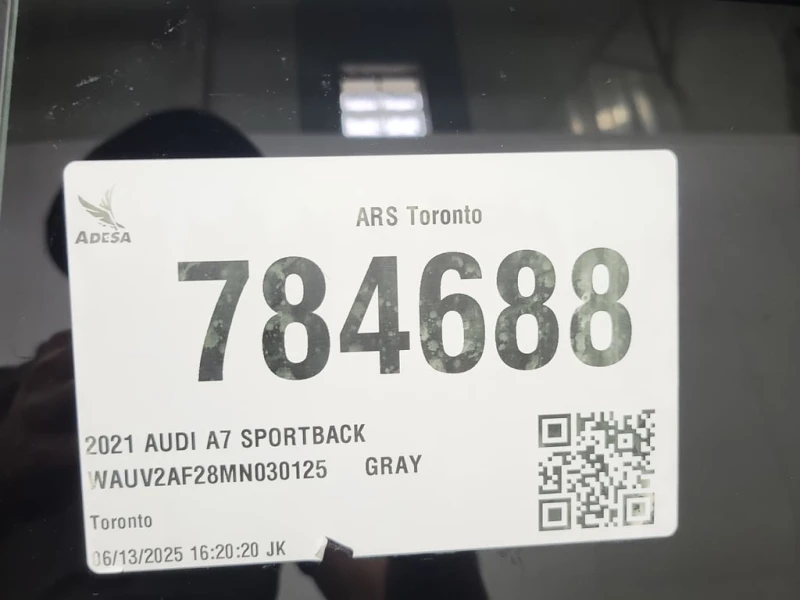 ADESA
ARS Toronto
784688
2021 AUDI A7 SPORTBACK
WAUV2AF28MN030125 GRAY
Toronto
06/13/2025 16:20:20 JK